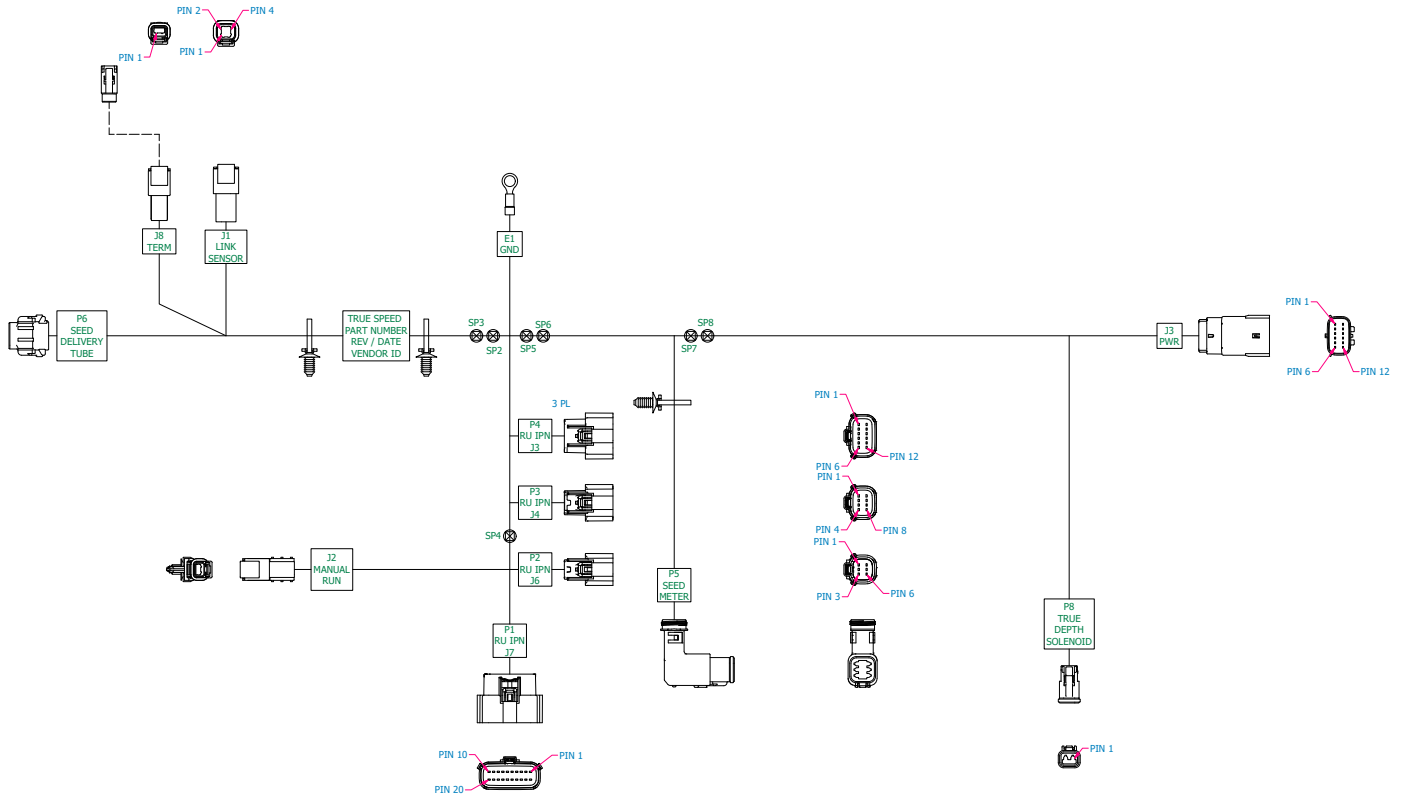 PIN 2
PIN 4
PIN 1
PIN 1
J8
TERM
J1
LINK
SENSOR
E1
GND
P6
SEED
DELIVERY
TUBE
TRUE SPEED
PART NUMBER
REV / DATE
VENDOR ID
SP3
SP2
SP6
SP5
SP8
SP7
J3
PWR
PIN 1
PIN 6
PIN 12
3 PL
P4
RU IPN
J3
P3
RU IPN
J4
SP4
P2
RU IPN
J6
J2
MANUAL
RUN
P1
RU IPN
J7
P5
SEED
METER
PIN 1
PIN 12
PIN 6
PIN 1
PIN 4
PIN 8
PIN 1
PIN 3
PIN 6
P8
TRUE
DEPTH
SOLENOID
PIN 10
PIN 1
PIN 20
PIN 1